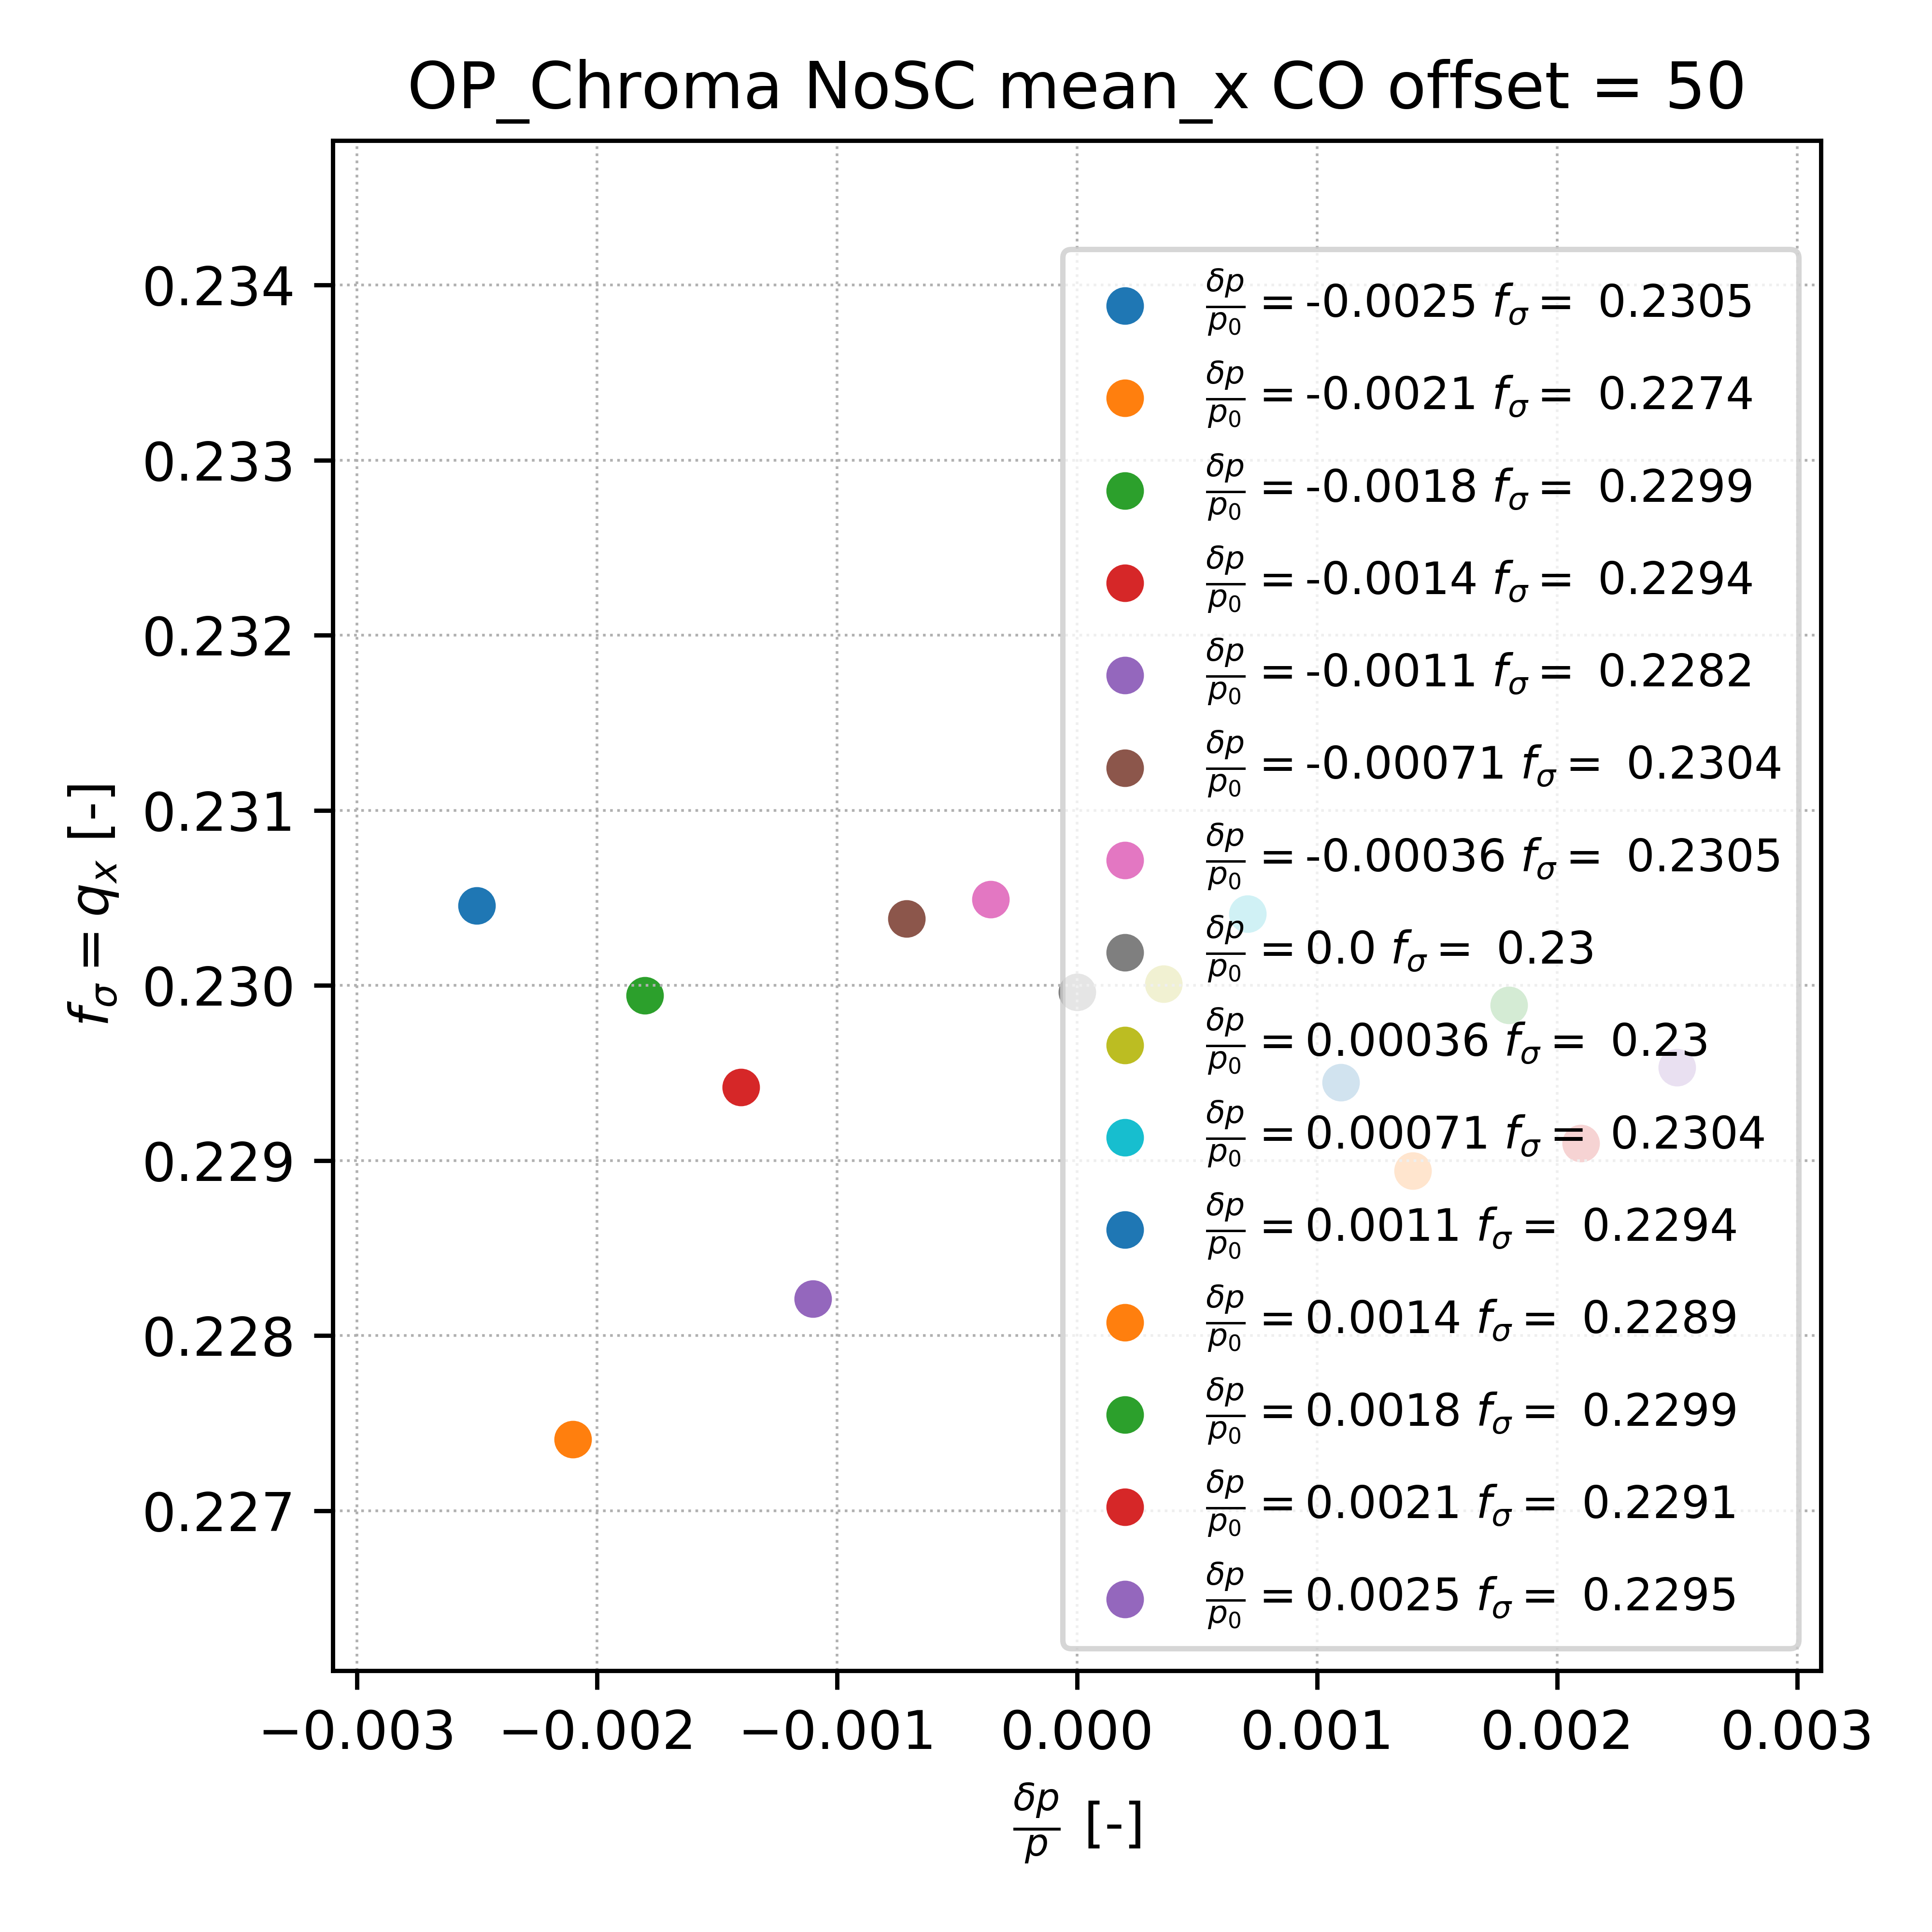 OP_Chroma NoSC mean_x CO offset = 50
0.234
0.233
0.232
0.231
0.230
0.229
0.228
0.227
f_σ = q_x [-]
δp/p₀ = -0.0025 f_σ = 0.2305
δp/p₀ = -0.0021 f_σ = 0.2274
δp/p₀ = -0.0018 f_σ = 0.2299
δp/p₀ = -0.0014 f_σ = 0.2294
δp/p₀ = -0.0011 f_σ = 0.2282
δp/p₀ = -0.00071 f_σ = 0.2304
δp/p₀ = -0.00036 f_σ = 0.2305
δp/p₀ = 0.0 f_σ = 0.23
δp/p₀ = 0.00036 f_σ = 0.23
δp/p₀ = 0.00071 f_σ = 0.2304
δp/p₀ = 0.0011 f_σ = 0.2294
δp/p₀ = 0.0014 f_σ = 0.2289
δp/p₀ = 0.0018 f_σ = 0.2299
δp/p₀ = 0.0021 f_σ = 0.2291
δp/p₀ = 0.0025 f_σ = 0.2295
−0.003 −0.002 −0.001 0.000 0.001 0.002 0.003
δp/p [-]